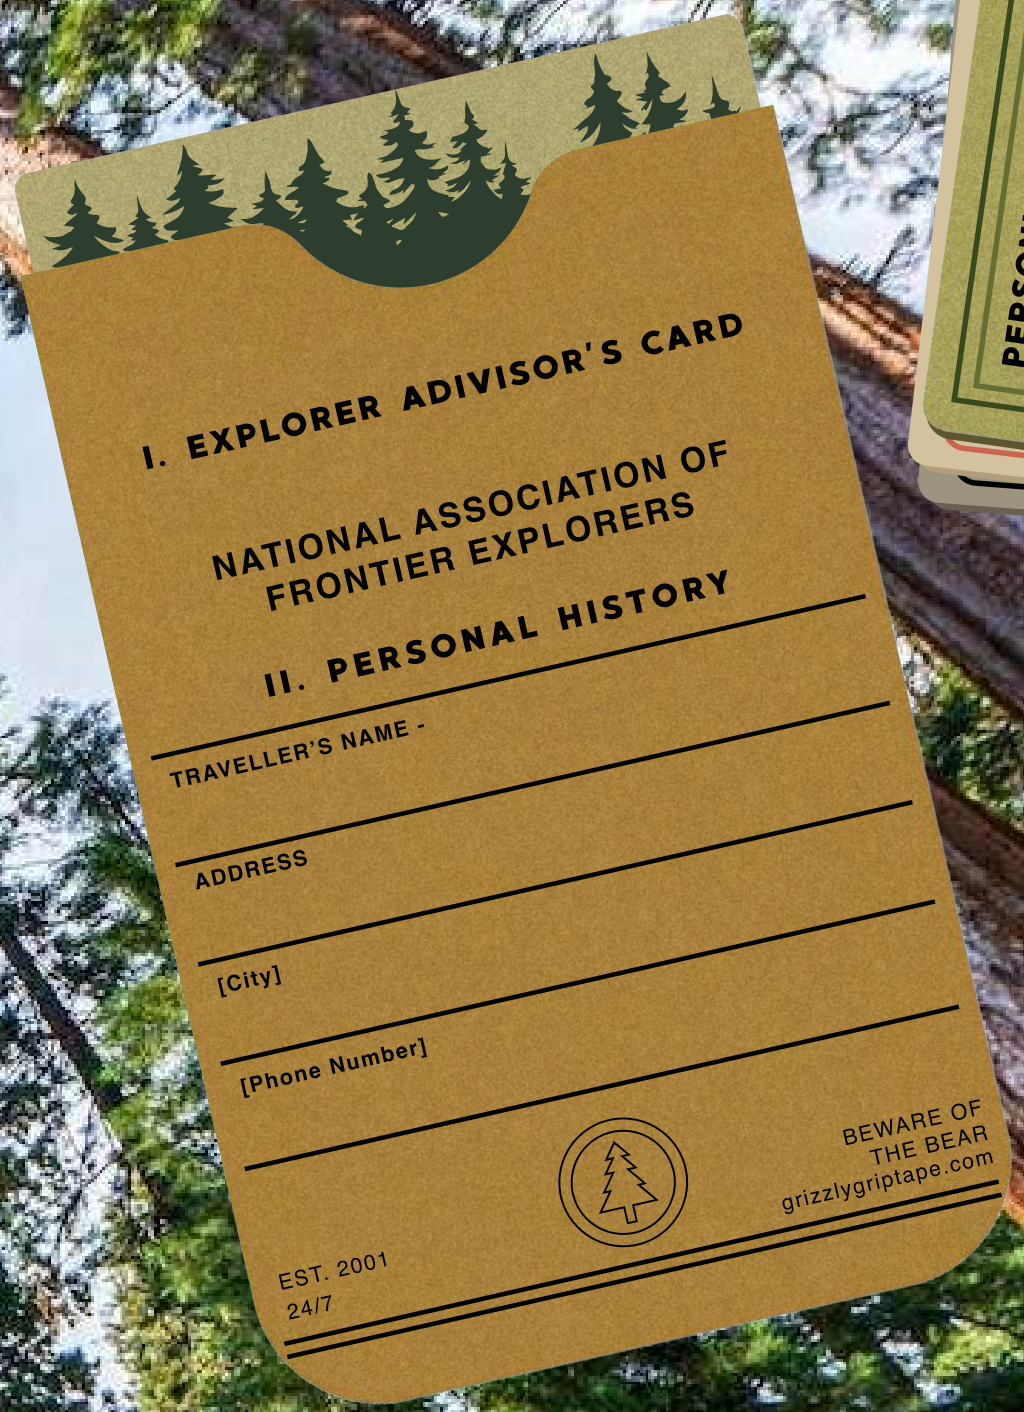 I. EXPLORER ADIVISOR'S CARD
NATIONAL ASSOCIATION OF
FRONTIER EXPLORERS
II. PERSONAL HISTORY
TRAVELLER'S NAME -
ADDRESS
[City]
[Phone Number]
BEWARE OF
THE BEAR
grizzlygriptape.com
EST. 2001
24/7